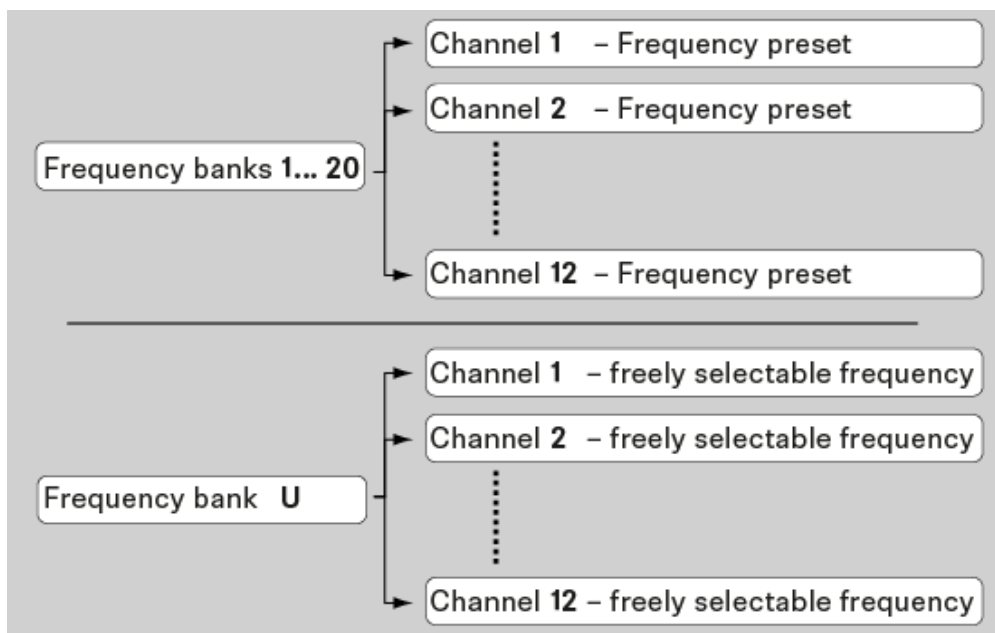 Channel 1 – Frequency preset
Channel 2 – Frequency preset
Frequency banks 1... 20
Channel 12 – Frequency preset
Channel 1 – freely selectable frequency
Channel 2 – freely selectable frequency
Frequency bank U
Channel 12 – freely selectable frequency